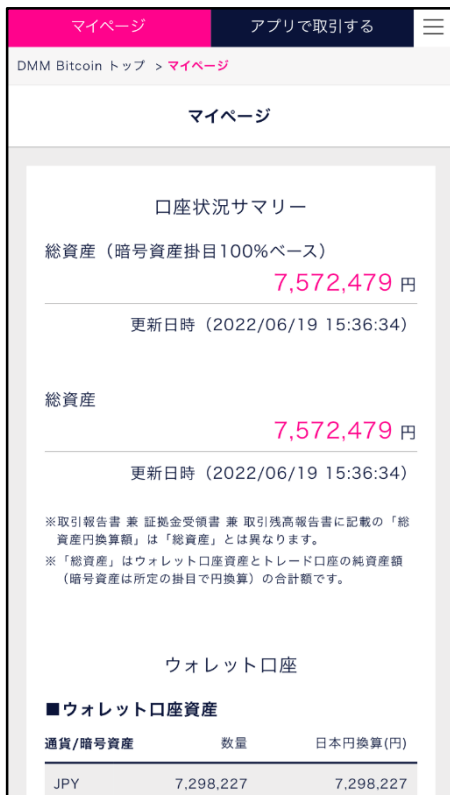 マイページ アプリで取引する
DMM Bitcoin トップ > マイページ
マイページ
口座状況サマリー
総資産（暗号資産掛目100%ベース）
7,572,479 円
更新日時（2022/06/19 15:36:34）
総資産
7,572,479 円
更新日時（2022/06/19 15:36:34）
※取引報告書 兼 証拠金受領書 兼 取引残高報告書に記載の「総
資産円換算額」は「総資産」とは異なります。
※「総資産」はウォレット口座資産とトレード口座の純資産額
（暗号資産は所定の掛目で円換算）の合計額です。
ウォレット口座
■ウォレット口座資産
通貨/暗号資産 数量 日本円換算(円)
JPY 7,298,227 7,298,227